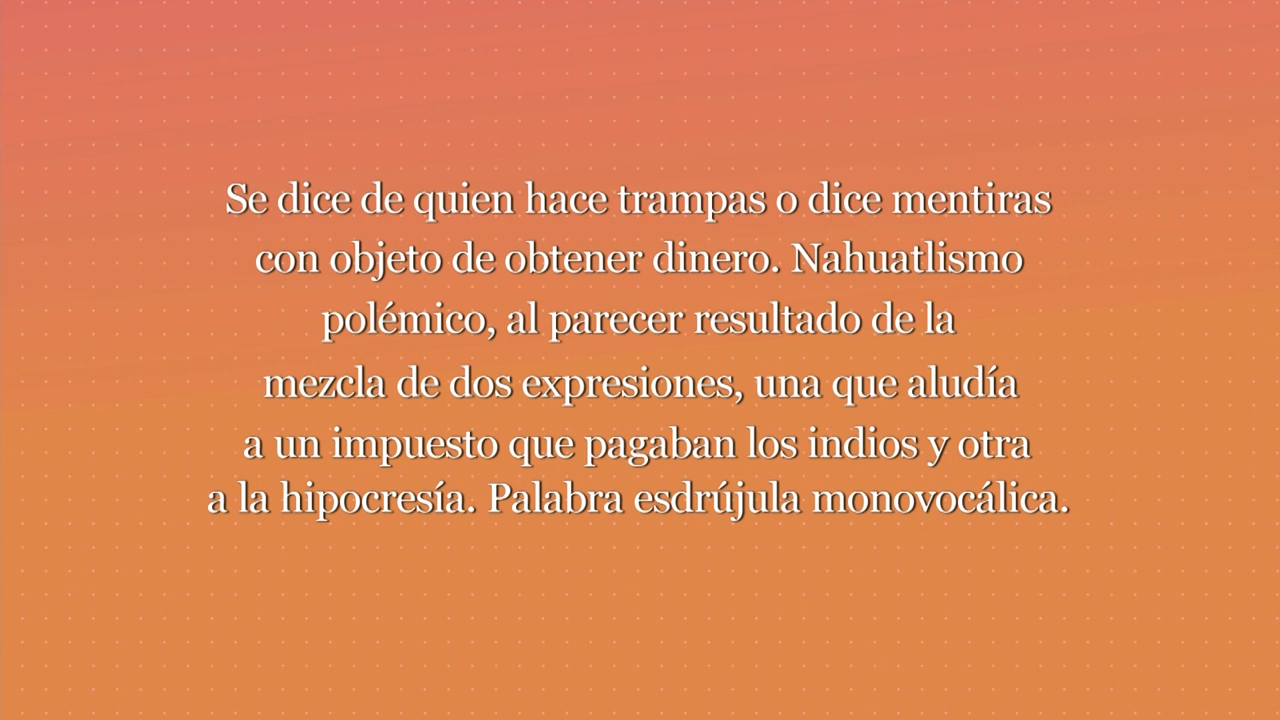 Se dice de quien hace trampas o dice mentiras
con objeto de obtener dinero. Nahuatlismo
polémico, al parecer resultado de la
mezcla de dos expresiones, una que aludía
a un impuesto que pagaban los indios y otra
a la hipocresía. Palabra esdrújula monovocálica.